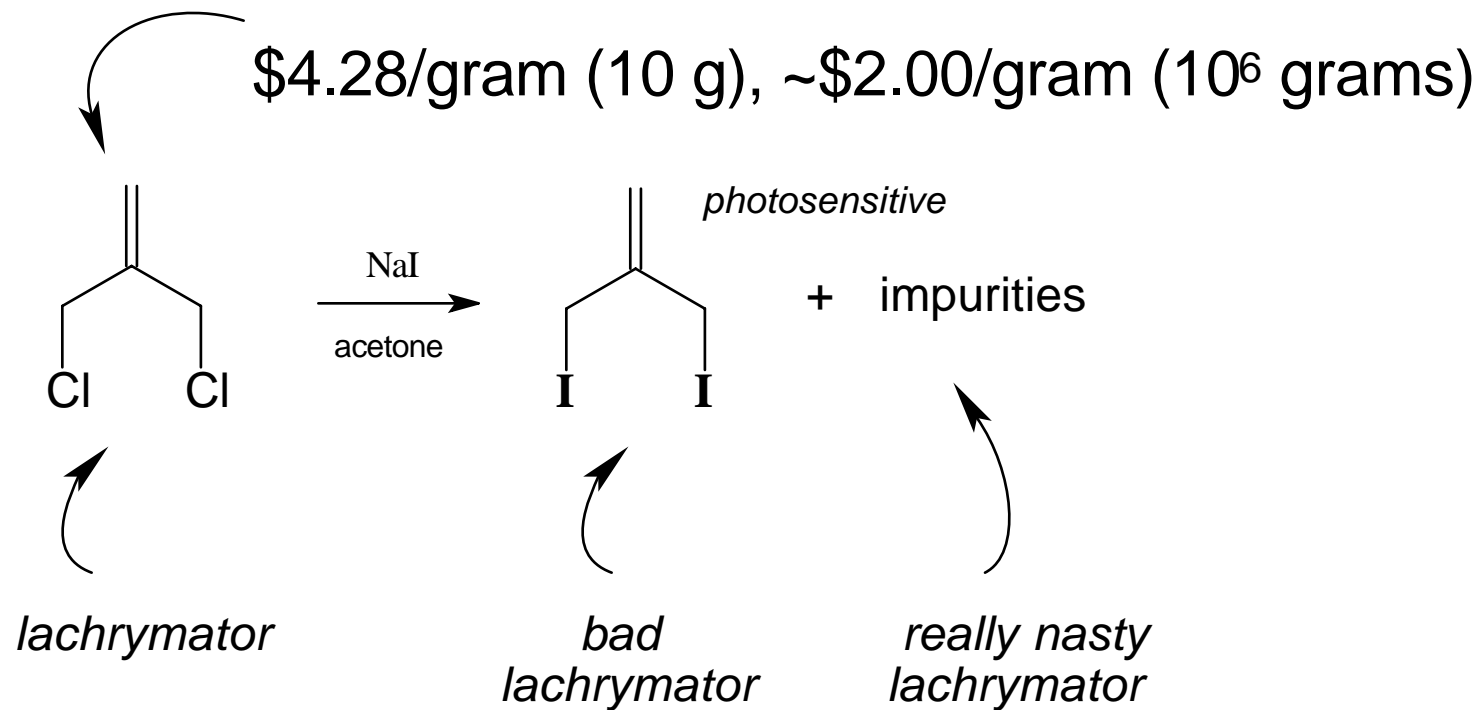 $4.28/gram (10 g), ~$2.00/gram (10⁶ grams)
photosensitive
NaI
acetone
+ impurities
Cl Cl
I I
lachrymator
bad
lachrymator
really nasty
lachrymator